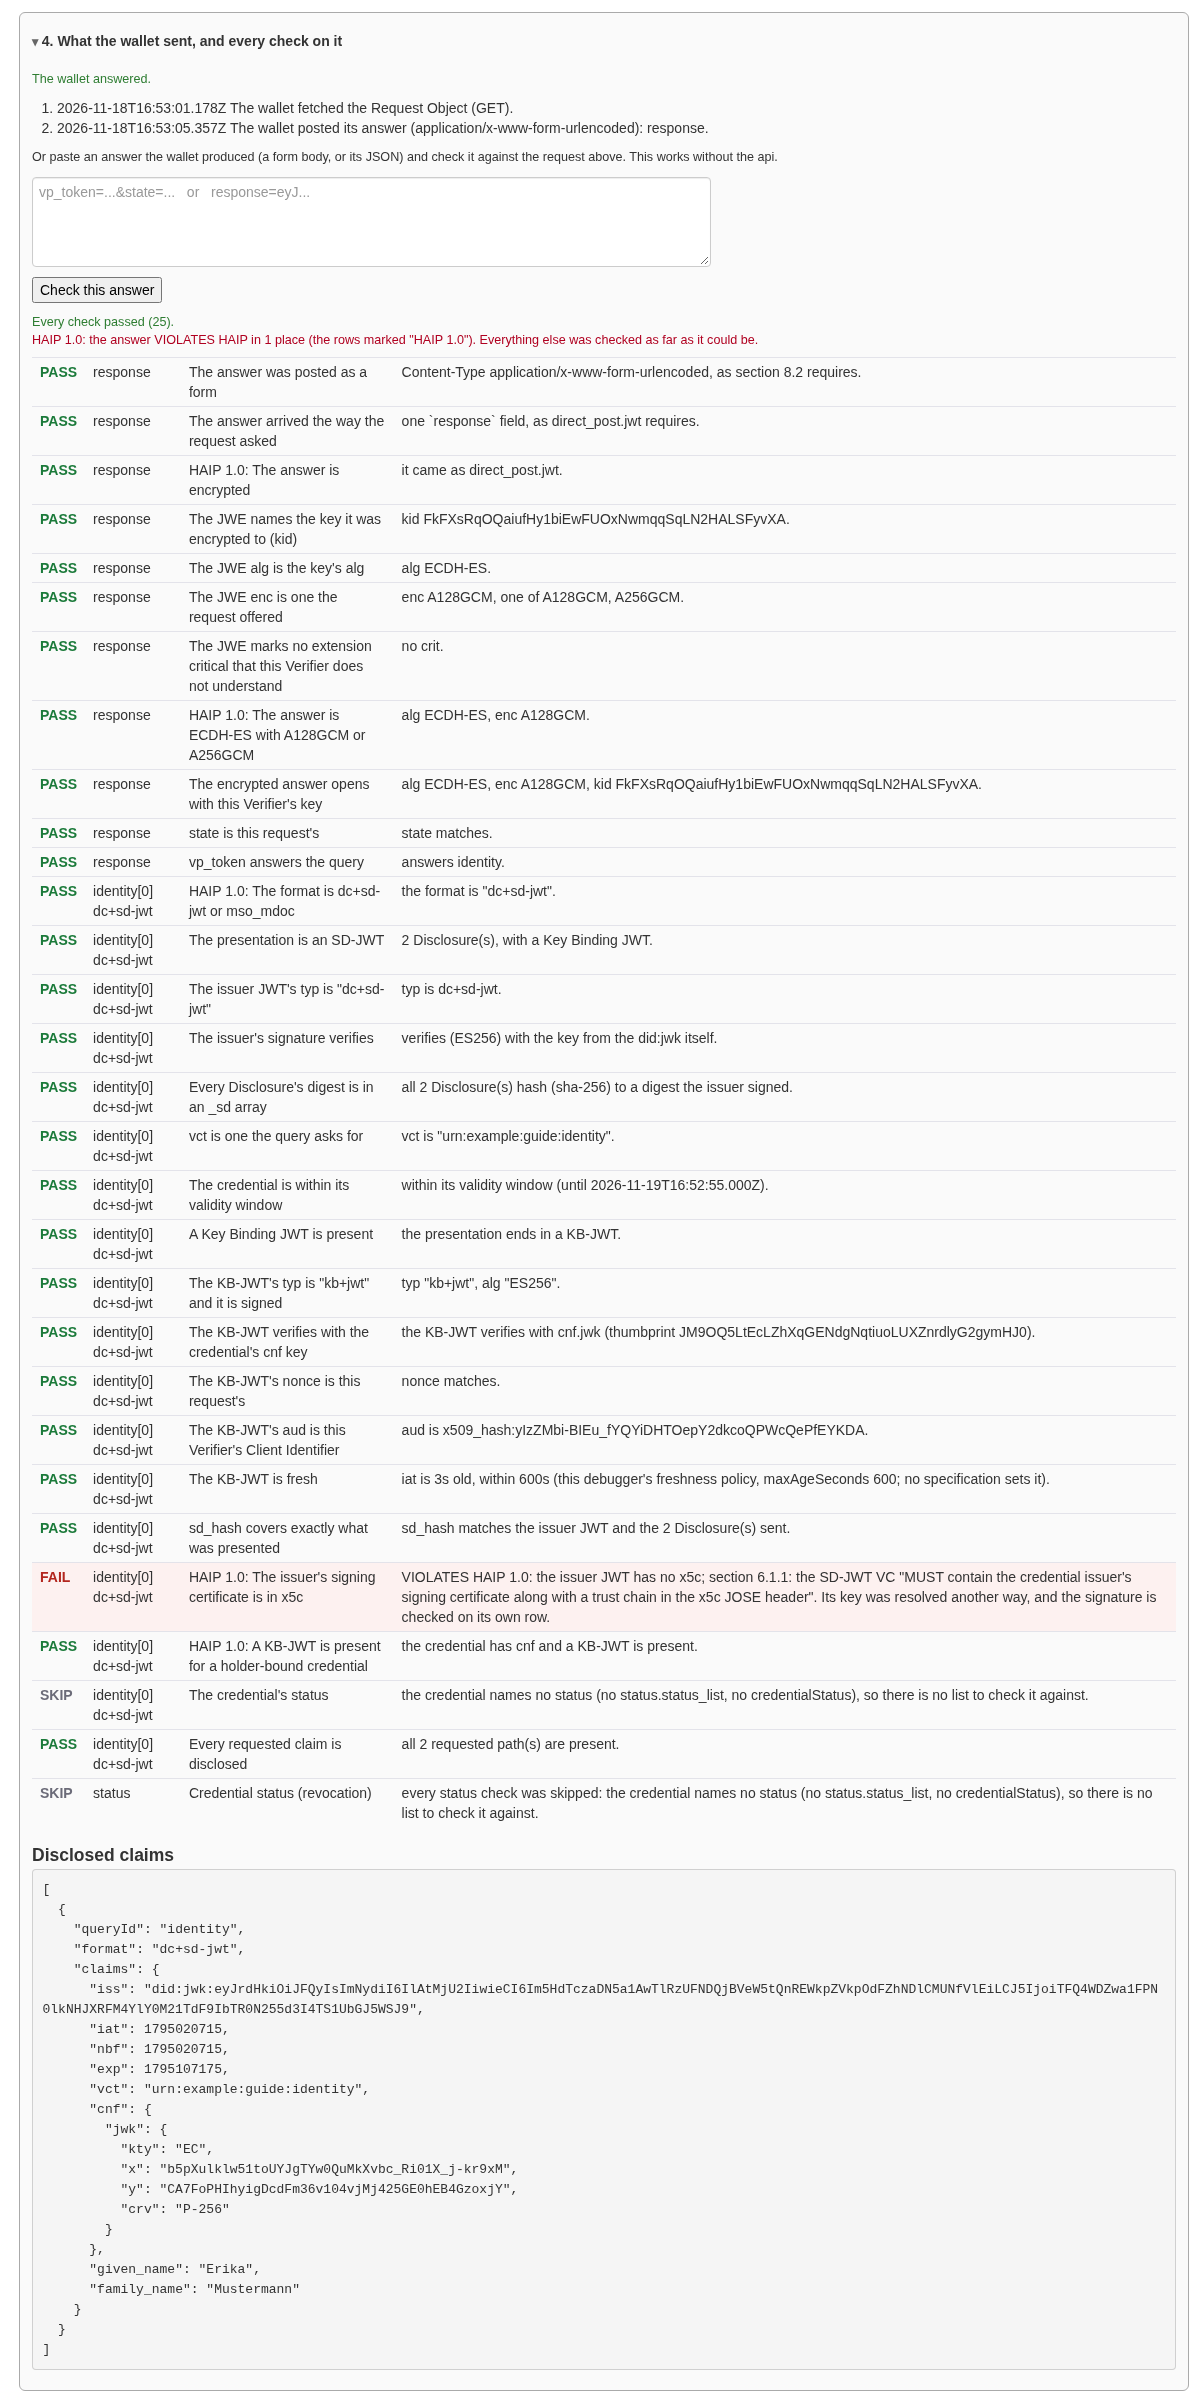 ▾ 4. What the wallet sent, and every check on it
The wallet answered.
1. 2026-11-18T16:53:01.178Z The wallet fetched the Request Object (GET).
2. 2026-11-18T16:53:05.357Z The wallet posted its answer (application/x-www-form-urlencoded): response.
Or paste an answer the wallet produced (a form body, or its JSON) and check it against the request above. This works without the api.
vp_token=...&state=...   or   response=eyJ...
Check this answer
Every check passed (25).
HAIP 1.0: the answer VIOLATES HAIP in 1 place (the rows marked "HAIP 1.0"). Everything else was checked as far as it could be.
PASS response The answer was posted as a Content-Type application/x-www-form-urlencoded, as section 8.2 requires.
form
PASS response The answer arrived the way the one `response` field, as direct_post.jwt requires.
request asked
PASS response HAIP 1.0: The answer is it came as direct_post.jwt.
encrypted
PASS response The JWE names the key it was kid FkFXsRqOQaiufHy1biEwFUOxNwmqqSqLN2HALSFyvXA.
encrypted to (kid)
PASS response The JWE alg is the key's alg alg ECDH-ES.
PASS response The JWE enc is one the enc A128GCM, one of A128GCM, A256GCM.
request offered
PASS response The JWE marks no extension no crit.
critical that this Verifier does
not understand
PASS response HAIP 1.0: The answer is alg ECDH-ES, enc A128GCM.
ECDH-ES with A128GCM or
A256GCM
PASS response The encrypted answer opens alg ECDH-ES, enc A128GCM, kid FkFXsRqOQaiufHy1biEwFUOxNwmqqSqLN2HALSFyvXA.
with this Verifier's key
PASS response state is this request's state matches.
PASS response vp_token answers the query answers identity.
PASS identity[0] HAIP 1.0: The format is dc+sd- the format is "dc+sd-jwt".
dc+sd-jwt jwt or mso_mdoc
PASS identity[0] The presentation is an SD-JWT 2 Disclosure(s), with a Key Binding JWT.
dc+sd-jwt
PASS identity[0] The issuer JWT's typ is "dc+sd- typ is dc+sd-jwt.
dc+sd-jwt jwt"
PASS identity[0] The issuer's signature verifies verifies (ES256) with the key from the did:jwk itself.
dc+sd-jwt
PASS identity[0] Every Disclosure's digest is in all 2 Disclosure(s) hash (sha-256) to a digest the issuer signed.
dc+sd-jwt an _sd array
PASS identity[0] vct is one the query asks for vct is "urn:example:guide:identity".
dc+sd-jwt
PASS identity[0] The credential is within its within its validity window (until 2026-11-19T16:52:55.000Z).
dc+sd-jwt validity window
PASS identity[0] A Key Binding JWT is present the presentation ends in a KB-JWT.
dc+sd-jwt
PASS identity[0] The KB-JWT's typ is "kb+jwt" typ "kb+jwt", alg "ES256".
dc+sd-jwt and it is signed
PASS identity[0] The KB-JWT verifies with the the KB-JWT verifies with cnf.jwk (thumbprint JM9OQ5LtEcLZhXqGENdgNqtiuoLUXZnrdlyG2gymHJ0).
dc+sd-jwt credential's cnf key
PASS identity[0] The KB-JWT's nonce is this nonce matches.
dc+sd-jwt request's
PASS identity[0] The KB-JWT's aud is this aud is x509_hash:yIzZMbi-BIEu_fYQYiDHTOepY2dkcoQPWcQePfEYKDA.
dc+sd-jwt Verifier's Client Identifier
PASS identity[0] The KB-JWT is fresh iat is 3s old, within 600s (this debugger's freshness policy, maxAgeSeconds 600; no specification sets it).
dc+sd-jwt
PASS identity[0] sd_hash covers exactly what sd_hash matches the issuer JWT and the 2 Disclosure(s) sent.
dc+sd-jwt was presented
FAIL identity[0] HAIP 1.0: The issuer's signing VIOLATES HAIP 1.0: the issuer JWT has no x5c; section 6.1.1: the SD-JWT VC "MUST contain the credential issuer's
dc+sd-jwt certificate is in x5c signing certificate along with a trust chain in the x5c JOSE header". Its key was resolved another way, and the signature is
checked on its own row.
PASS identity[0] HAIP 1.0: A KB-JWT is present the credential has cnf and a KB-JWT is present.
dc+sd-jwt for a holder-bound credential
SKIP identity[0] The credential's status the credential names no status (no status.status_list, no credentialStatus), so there is no list to check it against.
dc+sd-jwt
PASS identity[0] Every requested claim is all 2 requested path(s) are present.
dc+sd-jwt disclosed
SKIP status Credential status (revocation) every status check was skipped: the credential names no status (no status.status_list, no credentialStatus), so there is no
list to check it against.
Disclosed claims
[
  {
    "queryId": "identity",
    "format": "dc+sd-jwt",
    "claims": {
      "iss": "did:jwk:eyJrdHkiOiJFQyIsImNydiI6IlAtMjU2IiwieCI6Im5HdTczaDN5a1AwTlRzUFNDQjBVeW5tQnREWkpZVkpOdFZhNDlCMUNfVlEiLCJ5IjoiTFQ4WDZwa1FPN
0lkNHJXRFM4YlY0M21TdF9IbTR0N255d3I4TS1UbGJ5WSJ9",
      "iat": 1795020715,
      "nbf": 1795020715,
      "exp": 1795107175,
      "vct": "urn:example:guide:identity",
      "cnf": {
        "jwk": {
          "kty": "EC",
          "x": "b5pXulklw51toUYJgTYw0QuMkXvbc_Ri01X_j-kr9xM",
          "y": "CA7FoPHIhyigDcdFm36v104vjMj425GE0hEB4GzoxjY",
          "crv": "P-256"
        }
      },
      "given_name": "Erika",
      "family_name": "Mustermann"
    }
  }
]